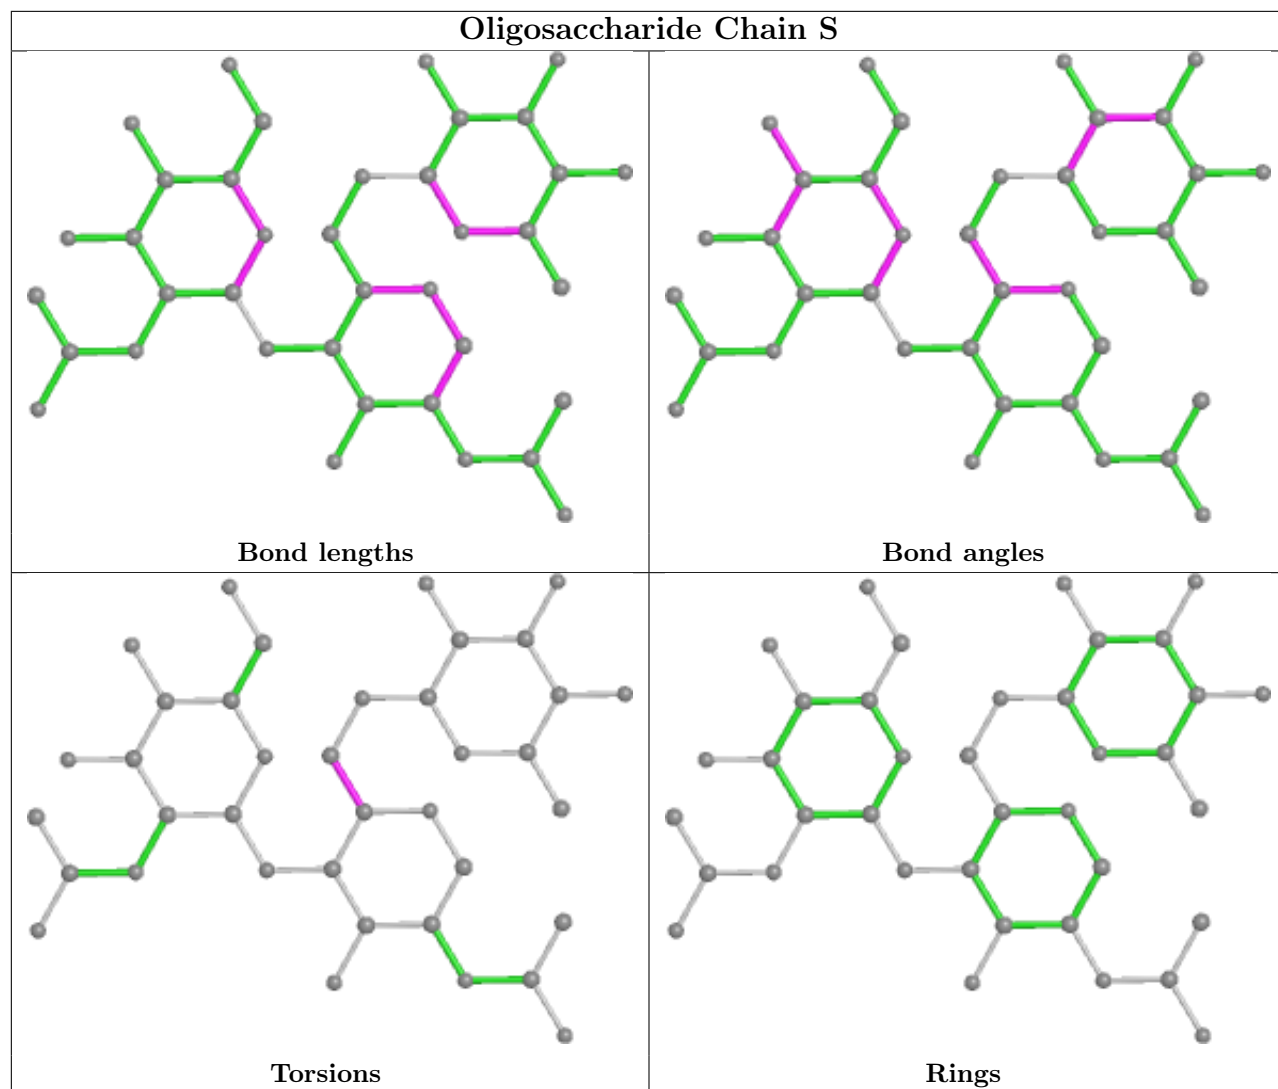 Oligosaccharide Chain S
Bond lengths
Bond angles
Torsions
Rings